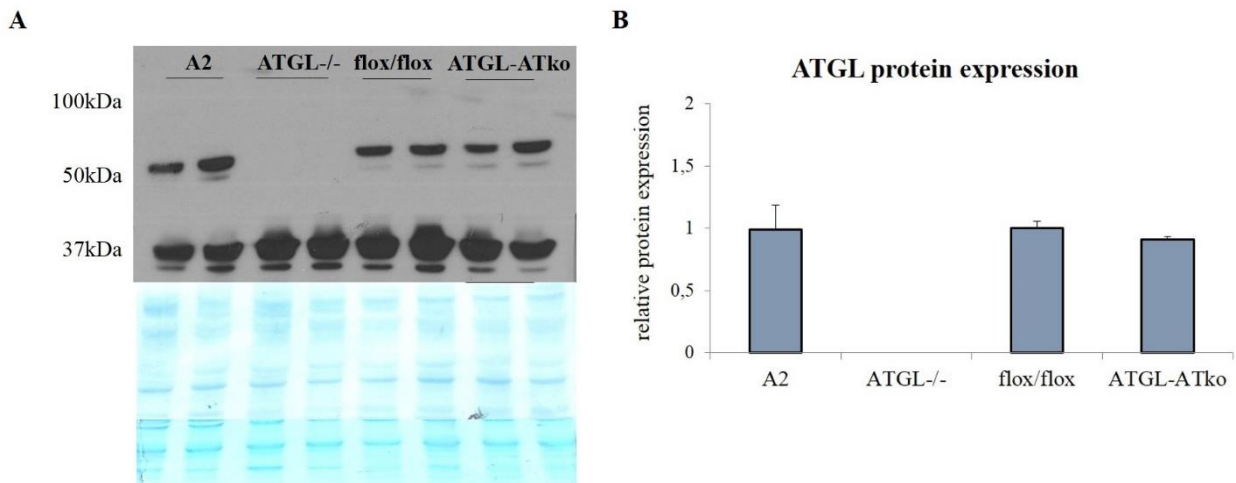 A
A2 ATGL-/- flox/flox ATGL-ATko
100kDa
50kDa
37kDa
B
ATGL protein expression
relative protein expression
2
1,5
1
0,5
0
A2 ATGL-/- flox/flox ATGL-ATko